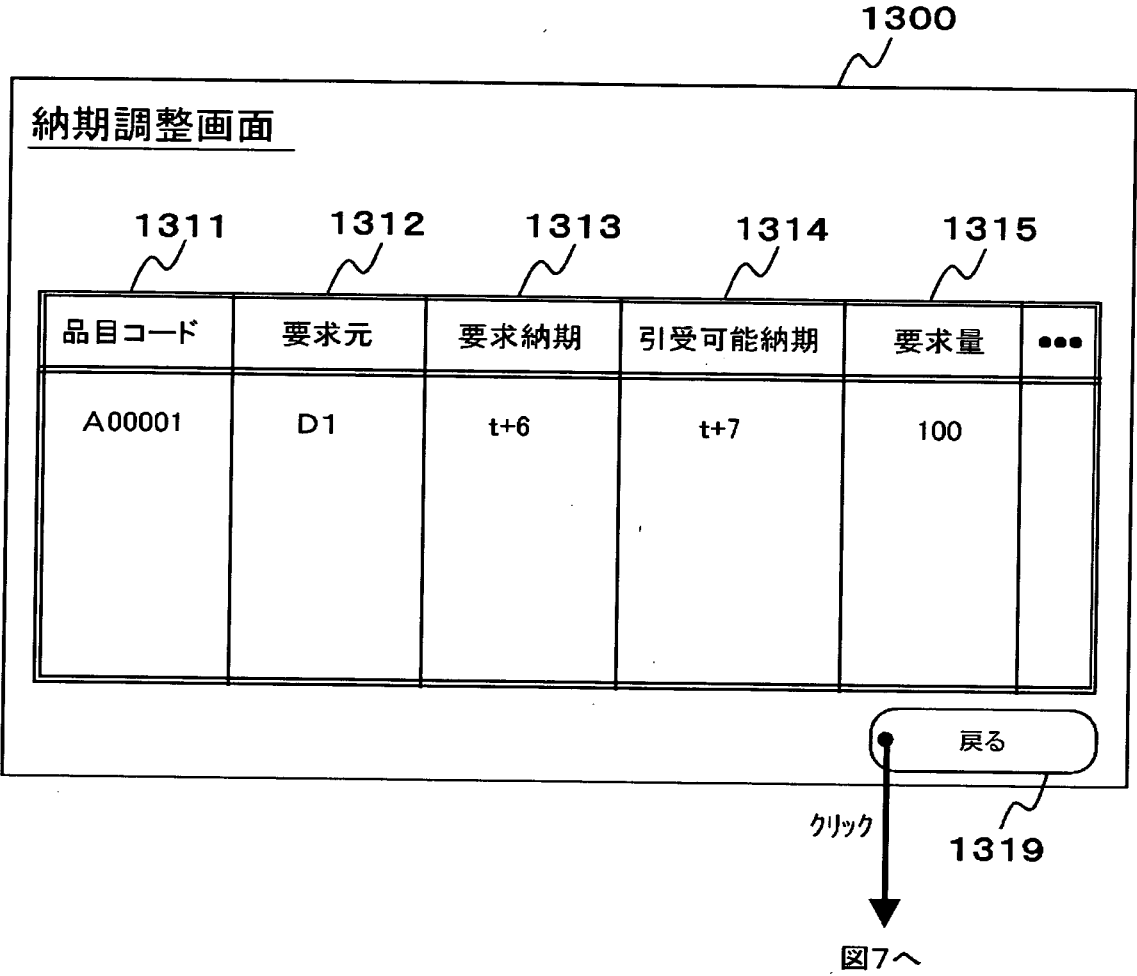 1300
納期調整画面
1311 1312 1313 1314 1315
品目コード 要求元 要求納期 引受可能納期 要求量 •••
A00001 D1 t+6 t+7 100
戻る
クリック
1319
図7へ